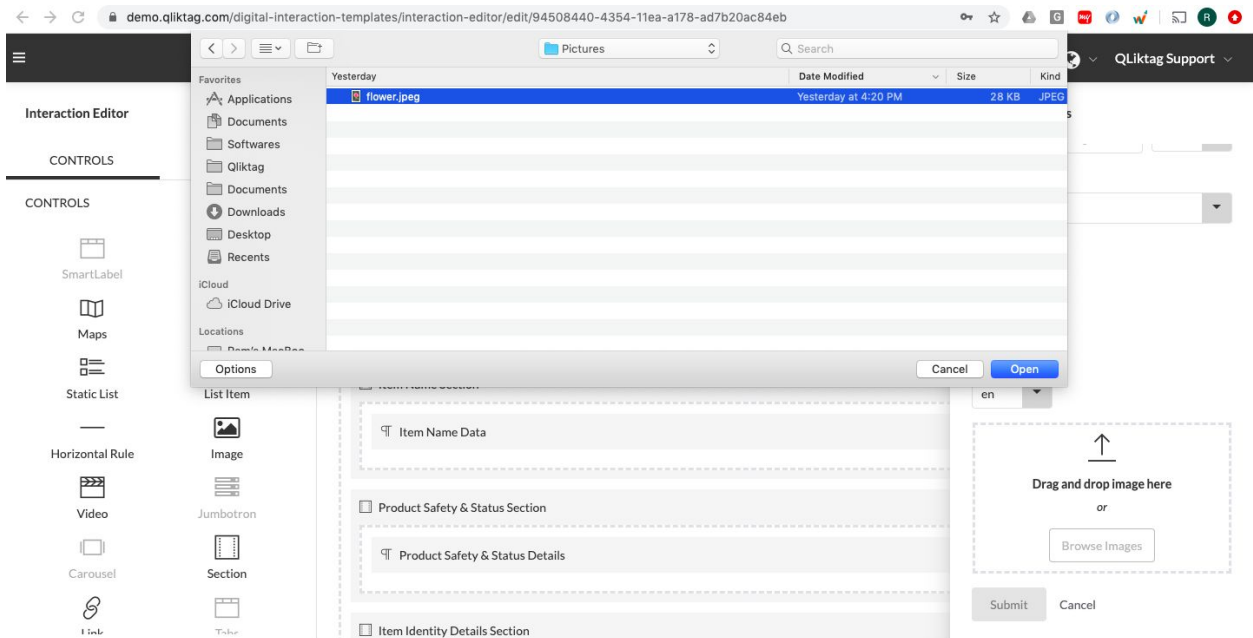 demo.qliktag.com/digital-interaction-templates/interaction-editor/edit/94508440-4354-11ea-a178-ad7b20ac84eb
G
R
Pictures
Search
QLiktag Support
Favorites
Yesterday
Date Modified
Size
Kind
Applications
flower.jpeg
Yesterday at 4:20 PM
28 KB
JPEG
Interaction Editor
Documents
Softwares
CONTROLS
Qliktag
Documents
CONTROLS
Downloads
Desktop
Recents
SmartLabel
iCloud
iCloud Drive
Maps
Locations
Options
Cancel
Open
Static List
List Item
en
Item Name Data
Horizontal Rule
Image
Drag and drop image here
or
Video
Jumbotron
Product Safety & Status Section
Browse Images
Product Safety & Status Details
Carousel
Section
Submit
Cancel
Link
Tabs
Item Identity Details Section